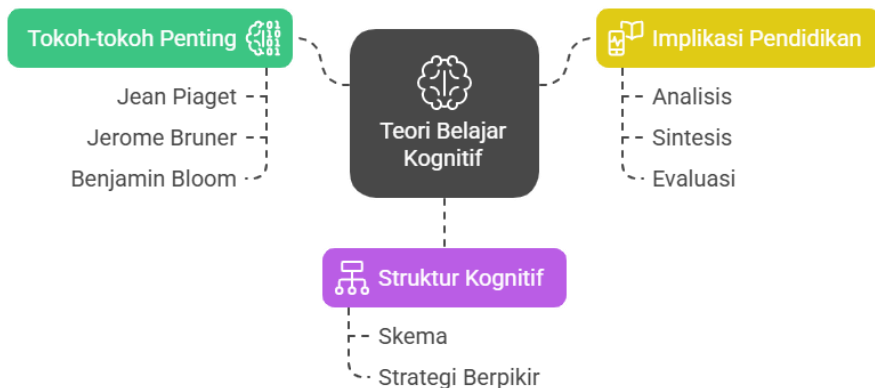 Tokoh-tokoh Penting
Jean Piaget
Jerome Bruner
Benjamin Bloom
Teori Belajar
Kognitif
Implikasi Pendidikan
Analisis
Sintesis
Evaluasi
Struktur Kognitif
Skema
Strategi Berpikir